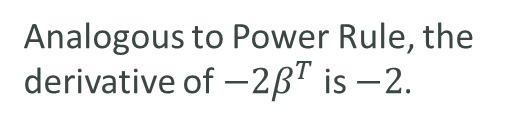 Analogous to Power Rule, the
derivative of −2β^T is −2.